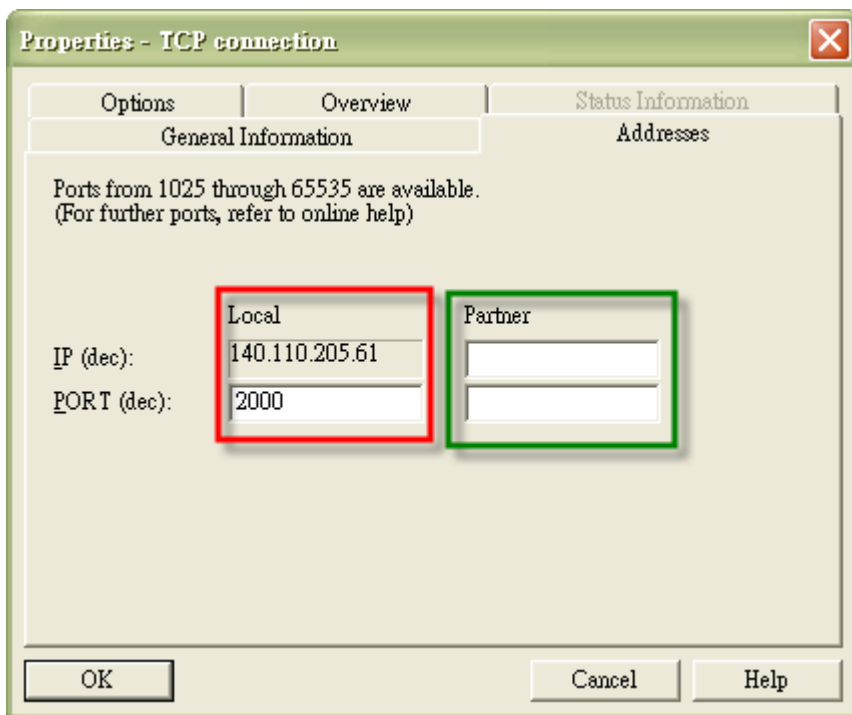 Properties - TCP connection
Options Overview Status Information
General Information Addresses
Ports from 1025 through 65535 are available.
(For further ports, refer to online help)
Local Partner
IP (dec): 140.110.205.61
PORT (dec): 2000
OK Cancel Help